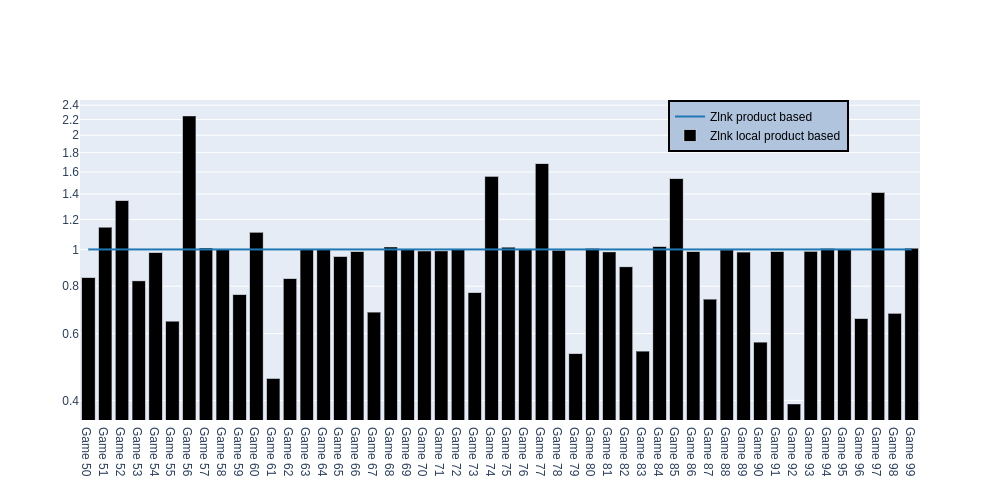 2.4
2.2
2
1.8
1.6
1.4
1.2
1
0.8
0.6
0.4
Zlnk product based
Zlnk local product based
Game 50
Game 51
Game 52
Game 53
Game 54
Game 55
Game 56
Game 57
Game 58
Game 59
Game 60
Game 61
Game 62
Game 63
Game 64
Game 65
Game 66
Game 67
Game 68
Game 69
Game 70
Game 71
Game 72
Game 73
Game 74
Game 75
Game 76
Game 77
Game 78
Game 79
Game 80
Game 81
Game 82
Game 83
Game 84
Game 85
Game 86
Game 87
Game 88
Game 89
Game 90
Game 91
Game 92
Game 93
Game 94
Game 95
Game 96
Game 97
Game 98
Game 99